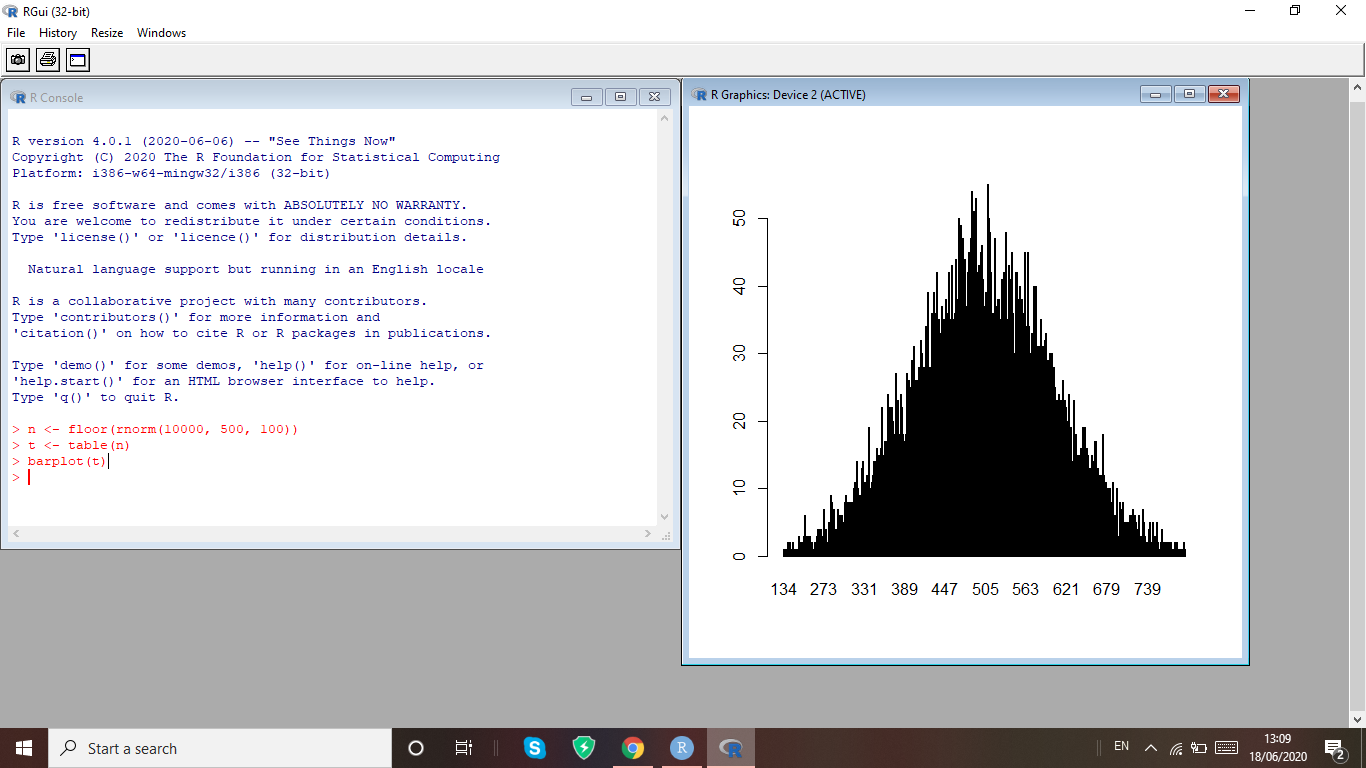 RGui (32-bit)
File History Resize Windows
R Console
R version 4.0.1 (2020-06-06) -- "See Things Now"
Copyright (C) 2020 The R Foundation for Statistical Computing
Platform: i386-w64-mingw32/i386 (32-bit)
R is free software and comes with ABSOLUTELY NO WARRANTY.
You are welcome to redistribute it under certain conditions.
Type 'license()' or 'licence()' for distribution details.
Natural language support but running in an English locale
R is a collaborative project with many contributors.
Type 'contributors()' for more information and
'citation()' on how to cite R or R packages in publications.
Type 'demo()' for some demos, 'help()' for on-line help, or
'help.start()' for an HTML browser interface to help.
Type 'q()' to quit R.
> n <- floor(rnorm(10000, 500, 100))
> t <- table(n)
> barplot(t)
>
R Graphics: Device 2 (ACTIVE)
50
40
30
20
10
0
134 273 331 389 447 505 563 621 679 739
Start a search
EN
13:09
18/06/2020
2